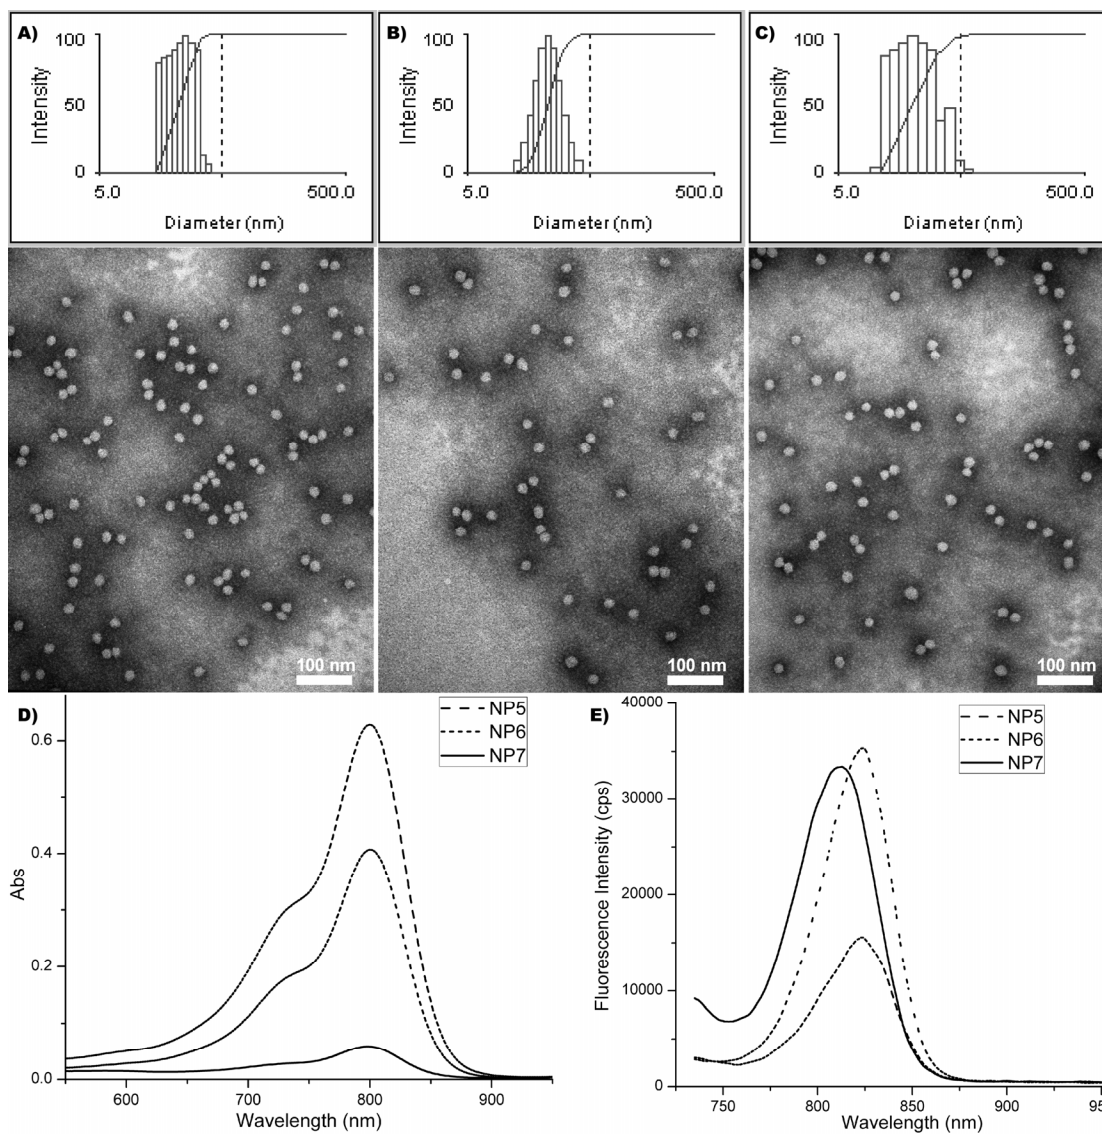 A)
Intensity
100
50
0
5.0
500.0
Diameter (nm)
B)
Intensity
100
50
0
5.0
500.0
Diameter (nm)
C)
Intensity
100
50
0
5.0
500.0
Diameter (nm)
100 nm
100 nm
100 nm
D)
NP5
NP6
NP7
Abs
0.6
0.4
0.2
0.0
600
700
800
900
Wavelength (nm)
E)
NP5
NP6
NP7
Fluorescence Intensity (cps)
40000
30000
20000
10000
0
750
800
850
900
950
Wavelength (nm)